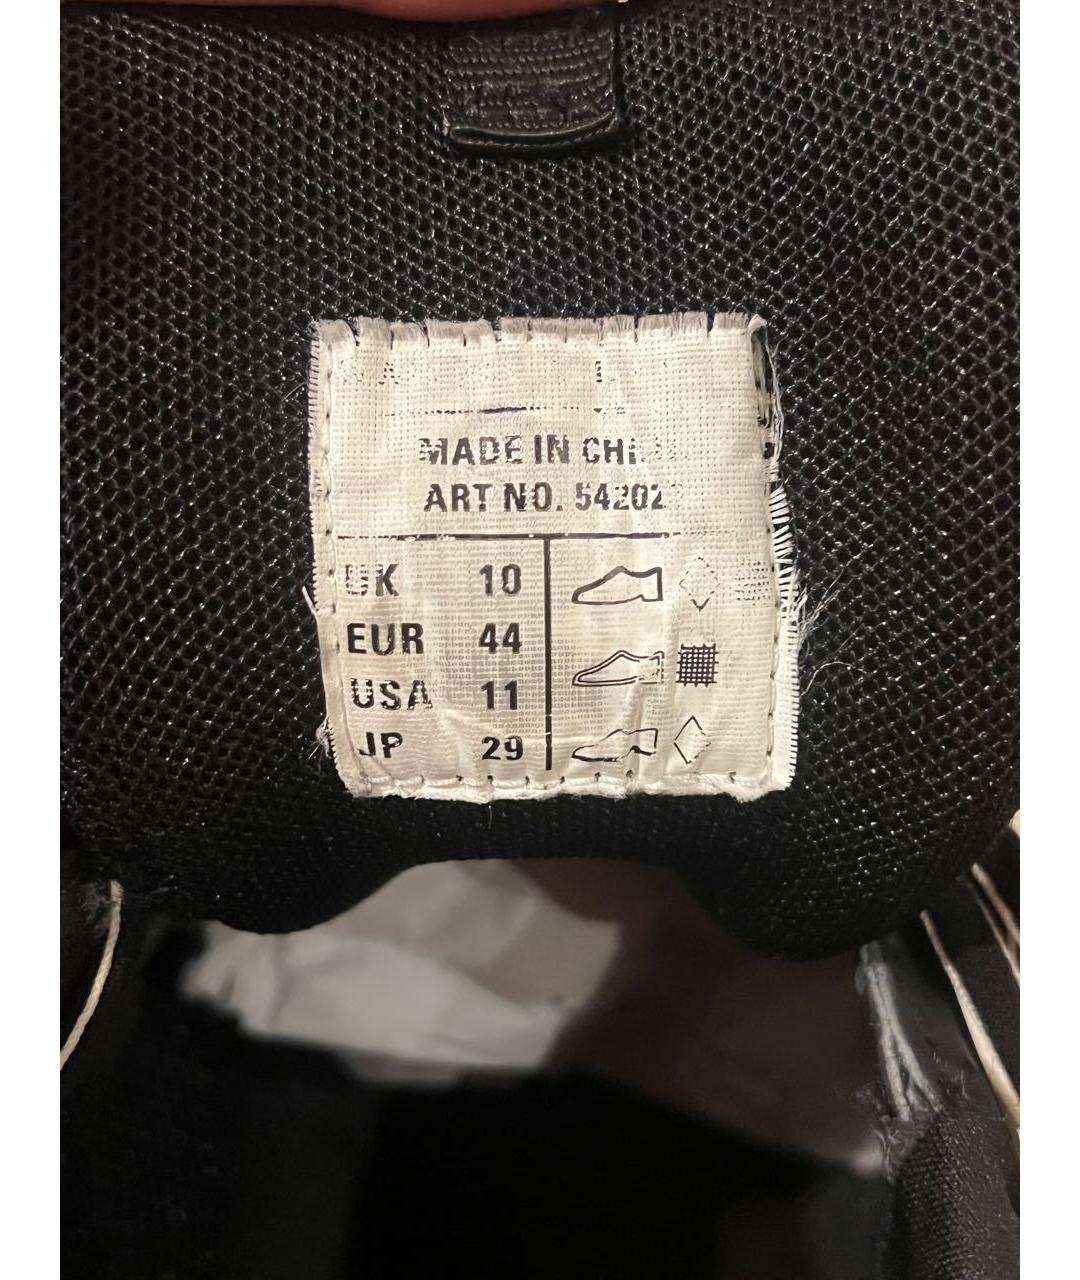 MADE IN CHI
ART NO. 54202
UK 10
EUR 44
USA 11
JP 29